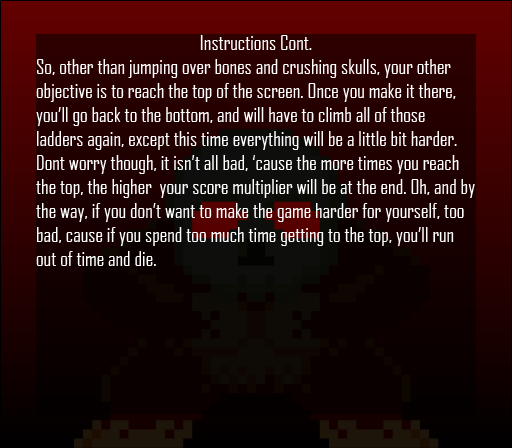 Instructions Cont.
So, other than jumping over bones and crushing skulls, your other
objective is to reach the top of the screen. Once you make it there,
you'll go back to the bottom, and will have to climb all of those
ladders again, except this time everything will be a little bit harder.
Dont worry though, it isn't all bad, 'cause the more times you reach
the top, the higher  your score multiplier will be at the end. Oh, and by
the way, if you don't want to make the game harder for yourself, too
bad, cause if you spend too much time getting to the top, you'll run
out of time and die.